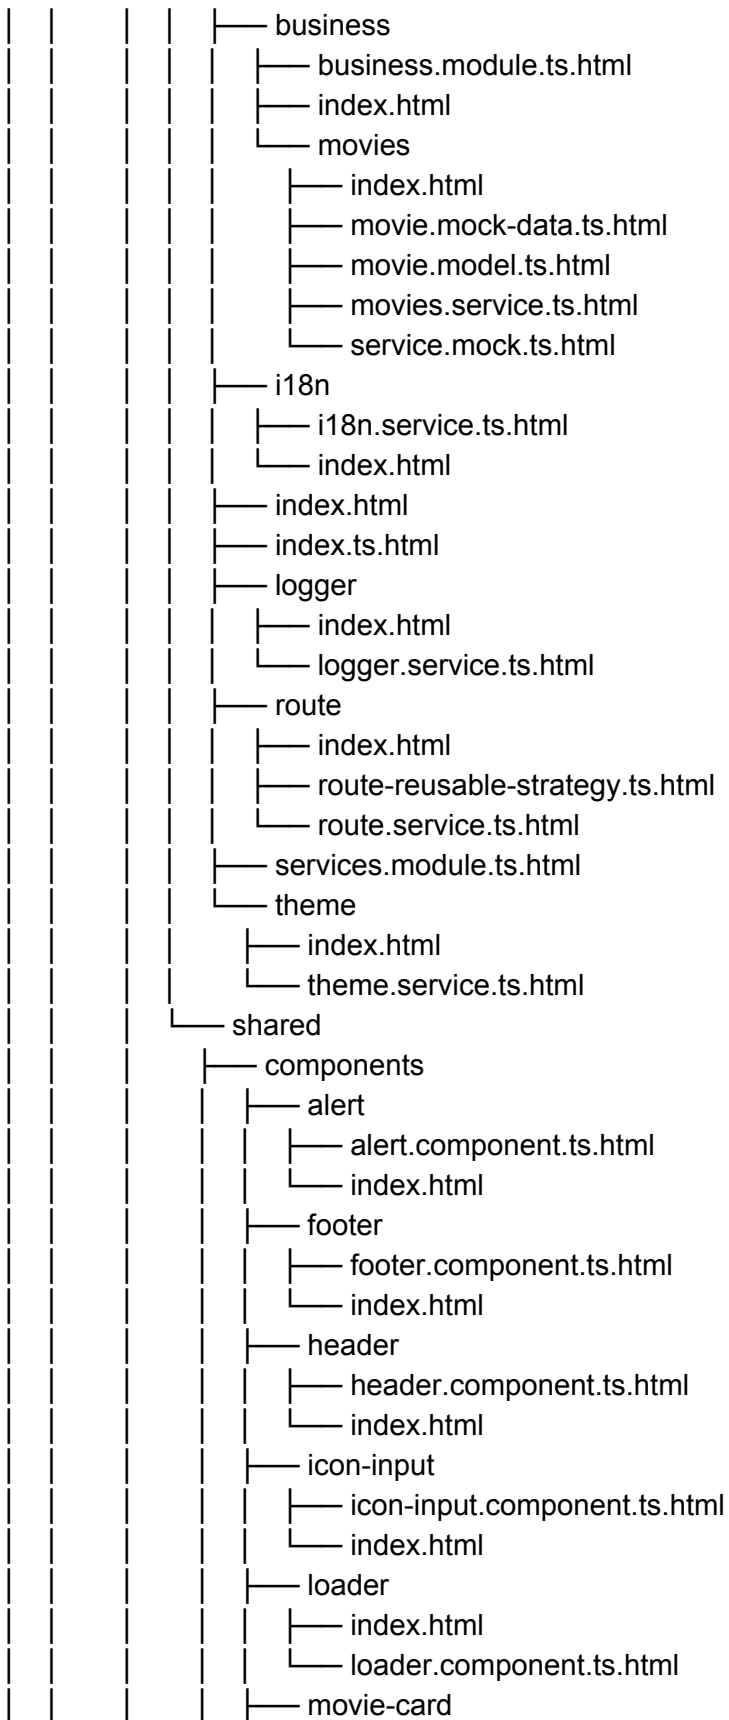 business
business.module.ts.html
index.html
movies
index.html
movie.mock-data.ts.html
movie.model.ts.html
movies.service.ts.html
service.mock.ts.html
i18n
i18n.service.ts.html
index.html
index.html
index.ts.html
logger
index.html
logger.service.ts.html
route
index.html
route-reusable-strategy.ts.html
route.service.ts.html
services.module.ts.html
theme
index.html
theme.service.ts.html
shared
components
alert
alert.component.ts.html
index.html
footer
footer.component.ts.html
index.html
header
header.component.ts.html
index.html
icon-input
icon-input.component.ts.html
index.html
loader
index.html
loader.component.ts.html
movie-card